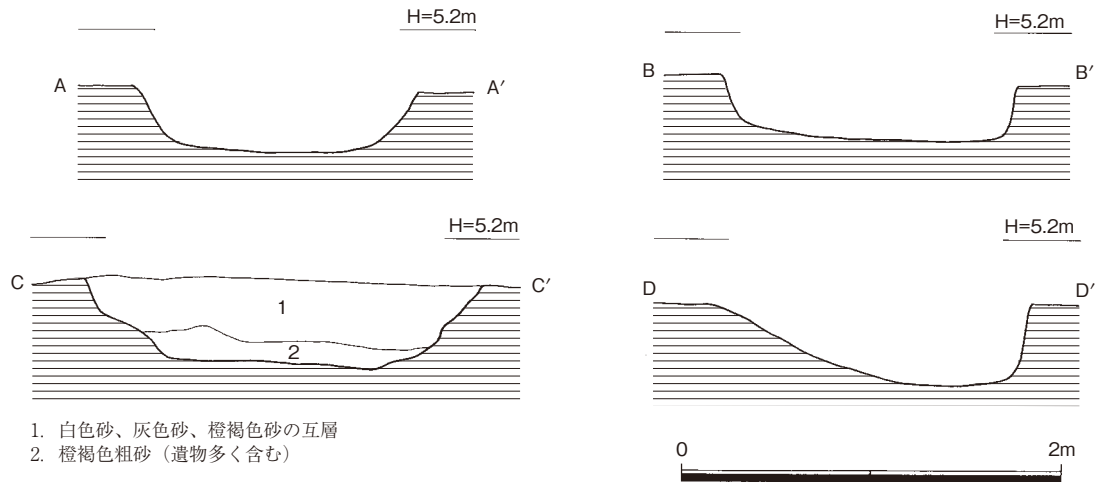 H=5.2m
A
A′
H=5.2m
B
B′
H=5.2m
C
C′
1
2
H=5.2m
D
D′
1. 白色砂、灰色砂、橙褐色砂の互層
2. 橙褐色粗砂（遺物多く含む）
0
2m